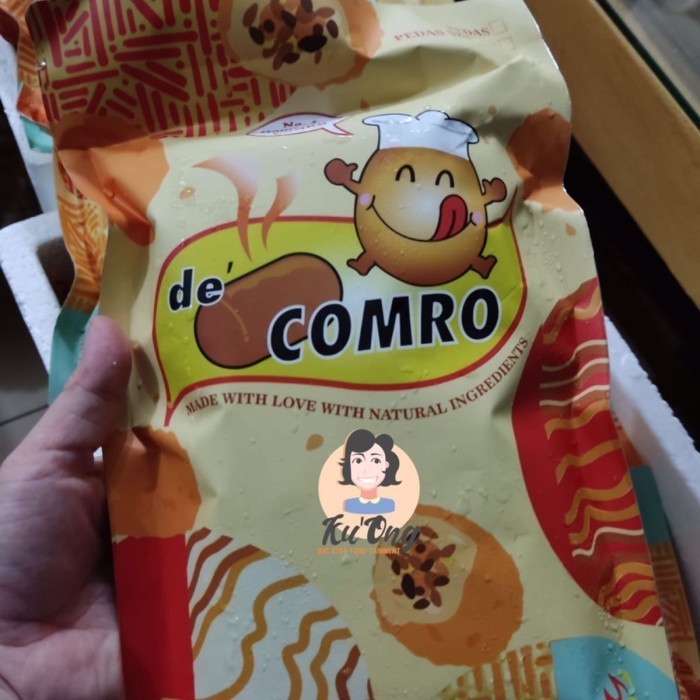 PEDAS
de'
COMRO
MADE WITH LOVE WITH NATURAL INGREDIENTS
Ku'Ong